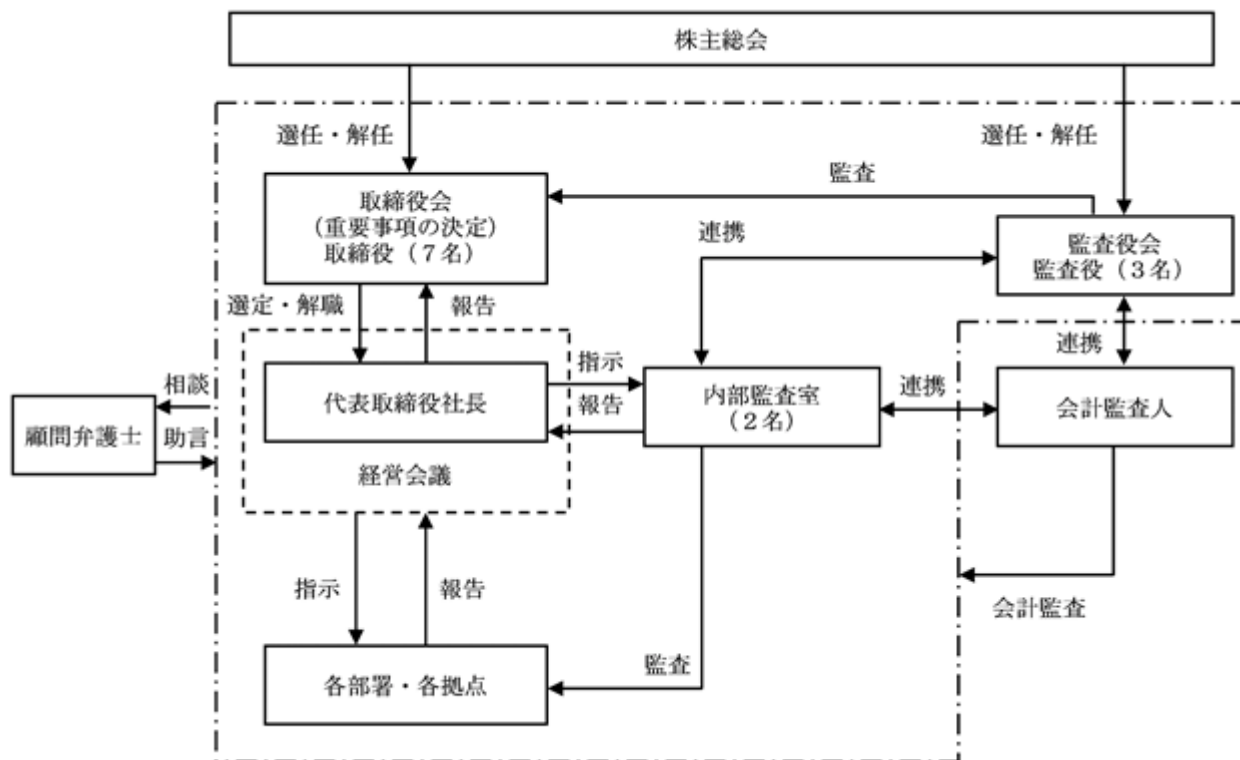 株主総会
選任・解任
選任・解任
監査
取締役会
(重要事項の決定)
取締役（７名）
連携
監査役会
監査役（３名）
選定・解職
報告
連携
指示
代表取締役社長
報告
内部監査室
（２名）
連携
会計監査人
相談
顧問弁護士
助言
経営会議
指示
報告
会計監査
監査
各部署・各拠点